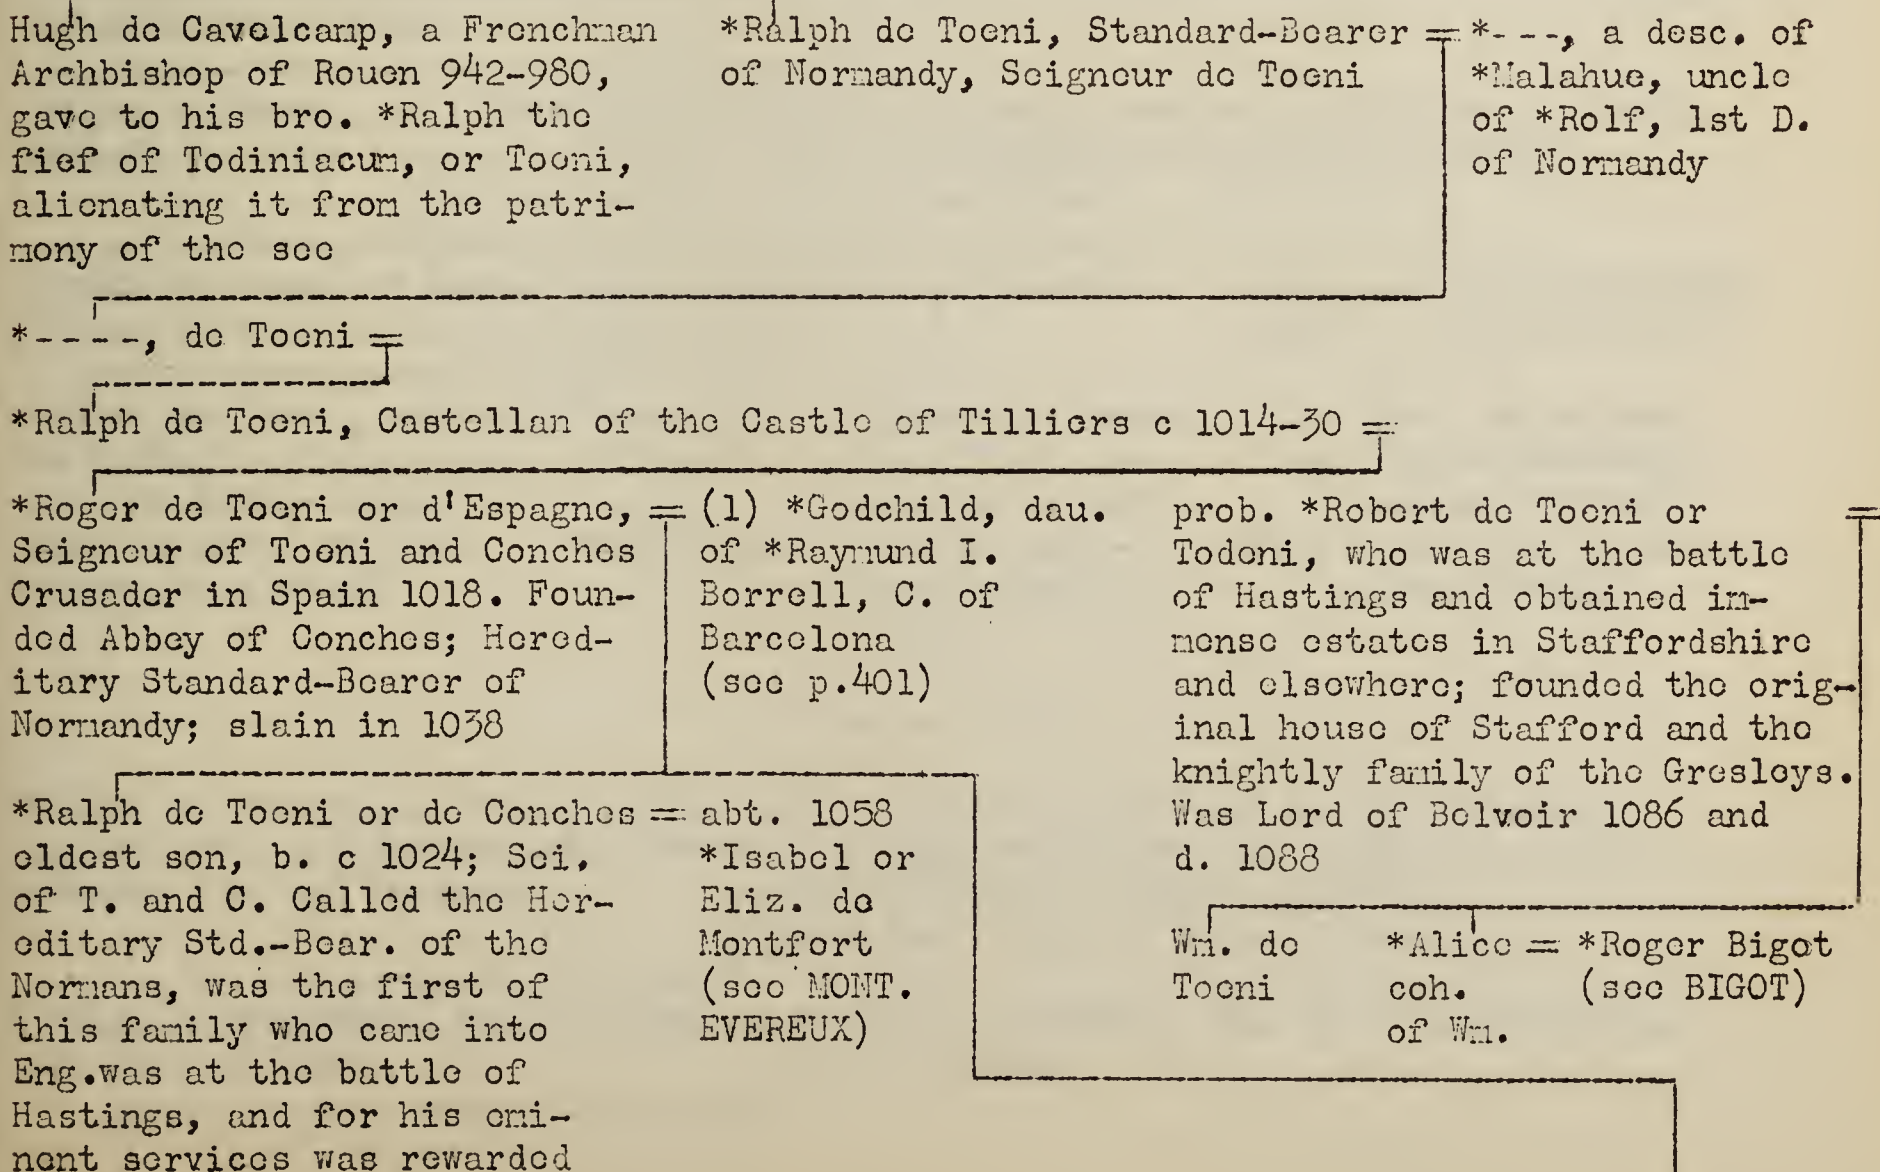 Hugh de Cavelcamp, a Frenchman
Archbishop of Rouen 942-980,
gave to his bro. *Ralph the
fief of Todiniacum, or Toeni,
alienating it from the patri-
mony of the see
*Ralph de Toeni, Standard-Bearer =
of Normandy, Seigneur de Toeni
*---, a desc. of
*Malahue, uncle
of *Rolf, 1st D.
of Normandy
*----, de Toeni =
*Ralph de Toeni, Castellan of the Castle of Tilliers c 1014-30 =
*Roger de Toeni or d'Espagne, =
Seigneur of Toeni and Conches
Crusader in Spain 1018. Foun-
ded Abbey of Conches; Hered-
itary Standard-Bearer of
Normandy; slain in 1038
(1) *Godchild, dau.
of *Raymund I.
Borrell, C. of
Barcelona
(see p.401)
prob. *Robert de Toeni or =
Todeni, who was at the battle
of Hastings and obtained im-
mense estates in Staffordshire
and elsewhere; founded the orig-
inal house of Stafford and the
knightly family of the Gresleys.
Was Lord of Belvoir 1086 and
d. 1088
*Ralph de Toeni or de Conches =
eldest son, b. c 1024; Sei.
of T. and C. Called the Her-
editary Std.-Bear. of the
Normans, was the first of
this family who came into
Eng.was at the battle of
Hastings, and for his emi-
nent services was rewarded
abt. 1058
*Isabel or
Eliz. de
Montfort
(see MONT.
EVEREUX)
Wm. de
Toeni
*Alice =
coh.
of Wm.
*Roger Bigot
(see BIGOT)